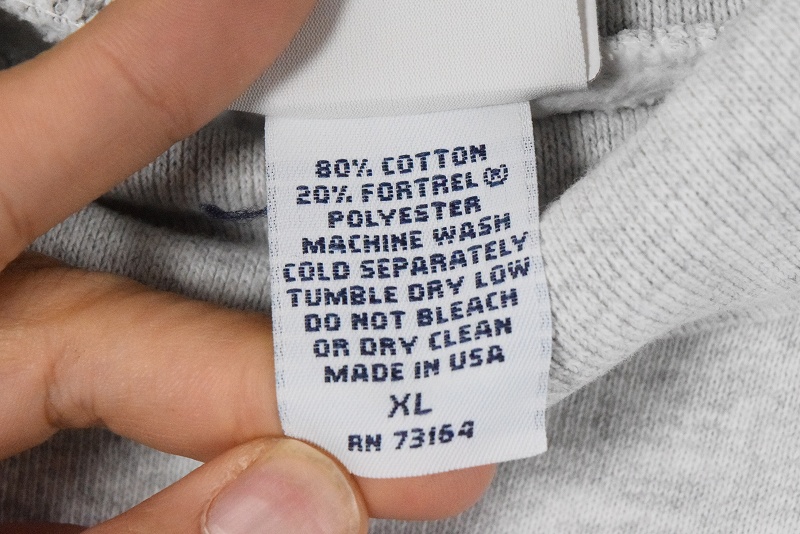 80% COTTON
20% FORTREL®
POLYESTER
MACHINE WASH
COLD SEPARATELY
TUMBLE DRY LOW
DO NOT BLEACH
OR DRY CLEAN
MADE IN USA
XL
RN 73164